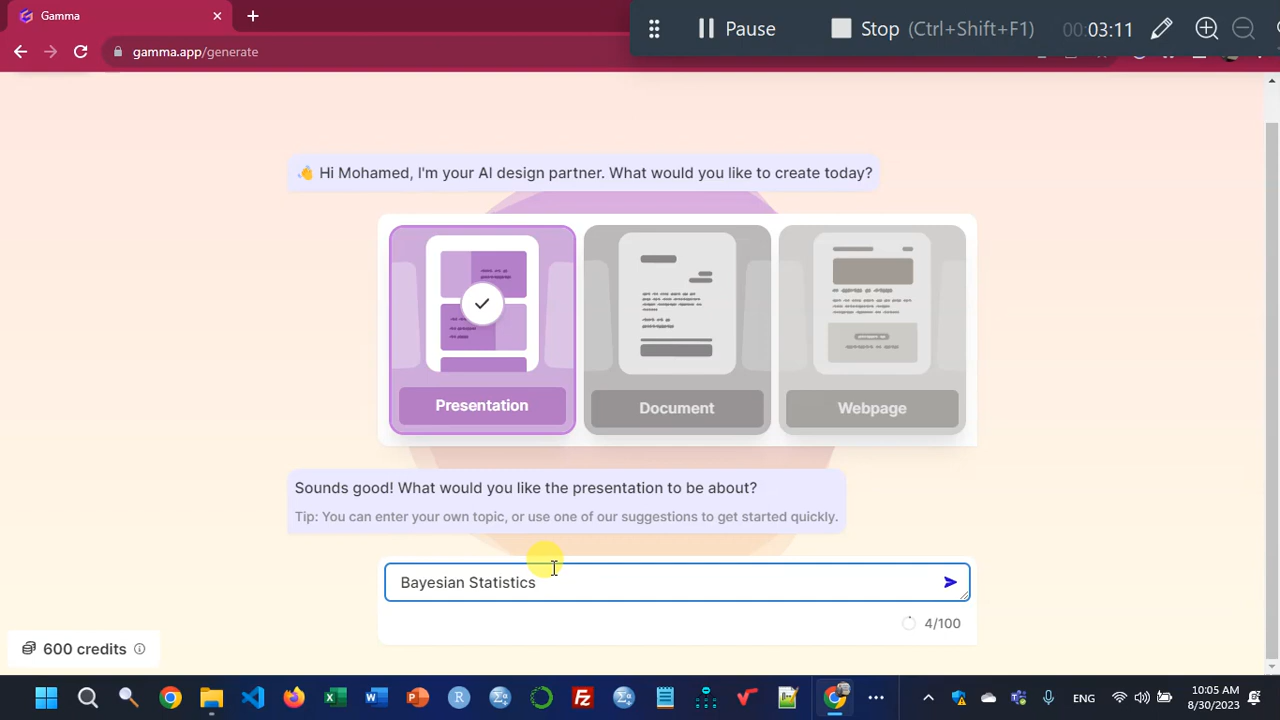 Gamma
Pause
Stop (Ctrl+Shift+F1)
00:03:11
gamma.app/generate
👋 Hi Mohamed, I'm your AI design partner. What would you like to create today?
Presentation
Document
Webpage
Sounds good! What would you like the presentation to be about?
Tip: You can enter your own topic, or use one of our suggestions to get started quickly.
Bayesian Statistics
4/100
600 credits
ENG
10:05 AM
8/30/2023